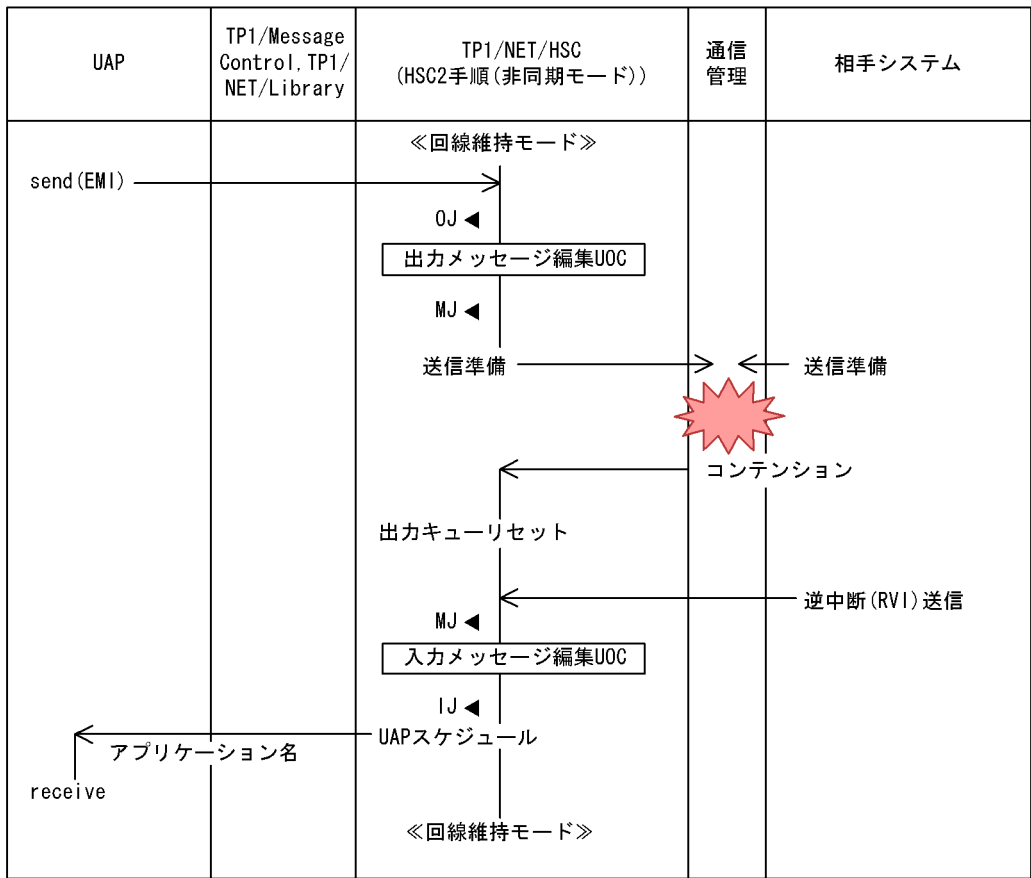 UAP
TP1/Message
Control,TP1/
NET/Library
TP1/NET/HSC
(HSC2手順(非同期モード))
通信
管理
相手システム
≪回線維持モード≫
send(EMI)
OJ
出力メッセージ編集UOC
MJ
送信準備
送信準備
コンテンション
出力キューリセット
逆中断(RVI)送信
MJ
入力メッセージ編集UOC
IJ
UAPスケジュール
アプリケーション名
receive
≪回線維持モード≫